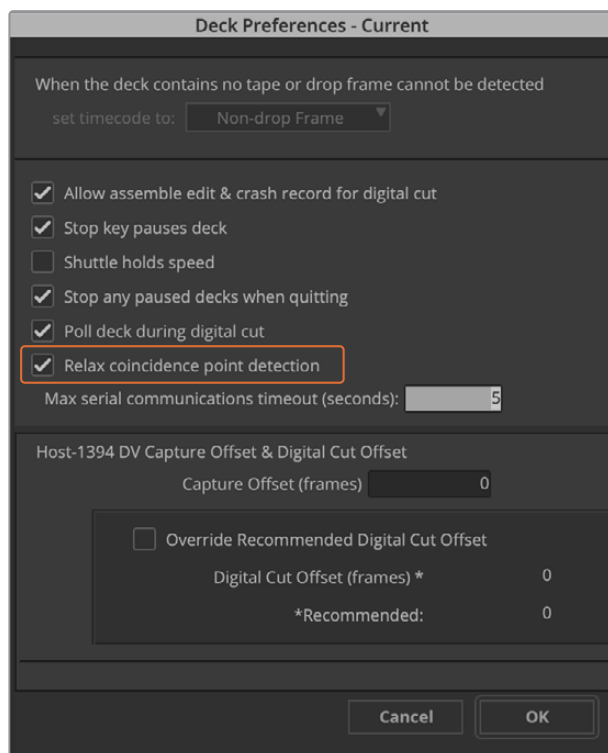 Deck Preferences - Current
When the deck contains no tape or drop frame cannot be detected
set timecode to: Non-drop Frame
Allow assemble edit & crash record for digital cut
Stop key pauses deck
Shuttle holds speed
Stop any paused decks when quitting
Poll deck during digital cut
Relax coincidence point detection
Max serial communications timeout (seconds): 5
Host-1394 DV Capture Offset & Digital Cut Offset
Capture Offset (frames) 0
Override Recommended Digital Cut Offset
Digital Cut Offset (frames) * 0
*Recommended: 0
Cancel OK